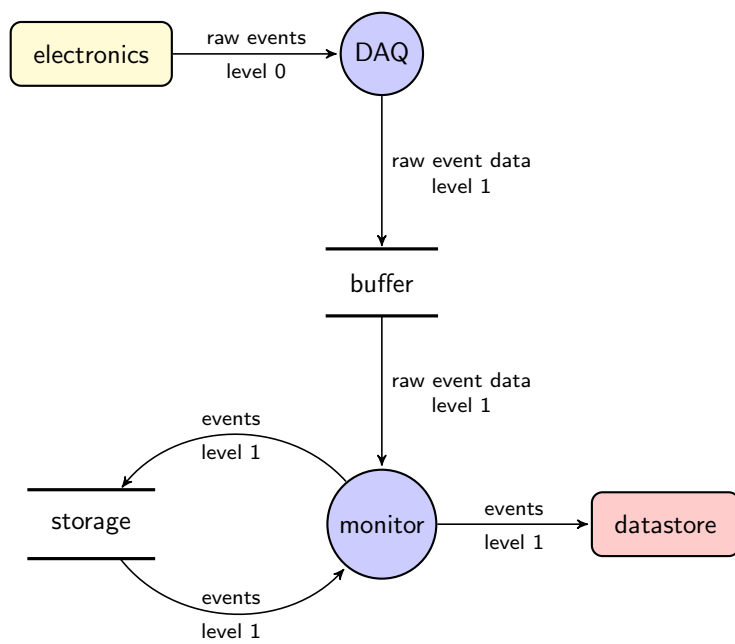 electronics
raw events
level 0
DAQ
raw event data
level 1
buffer
raw event data
level 1
events
level 1
storage
monitor
events
level 1
datastore
events
level 1